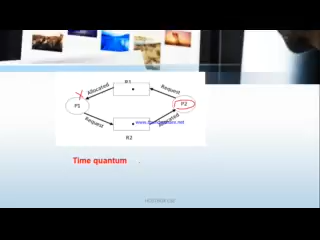 R1
Allocated
Request
P1
P2
Request
Allocated
R2
Time quantum